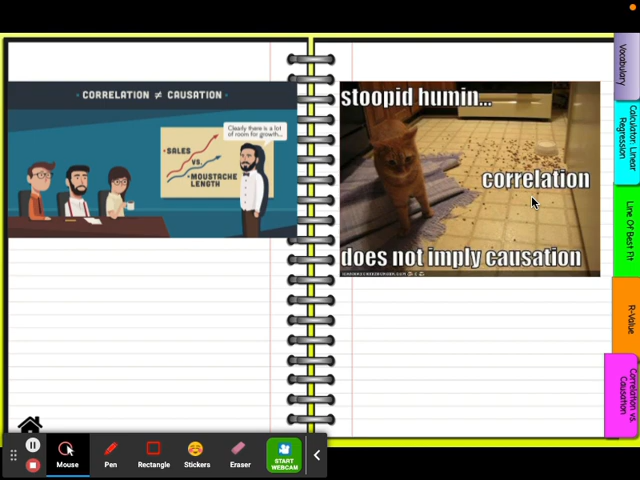 CORRELATION ≠ CAUSATION
Clearly there is a lot
of room for growth...
SALES
VS.
MOUSTACHE
LENGTH
stoopid humin...
correlation
does not imply causation
Vocabulary
Calculator: Linear
Regression
Line Of Best Fit
R-Value
Correlation vs
Causation
Mouse
Pen
Rectangle
Stickers
Eraser
START
WEBCAM